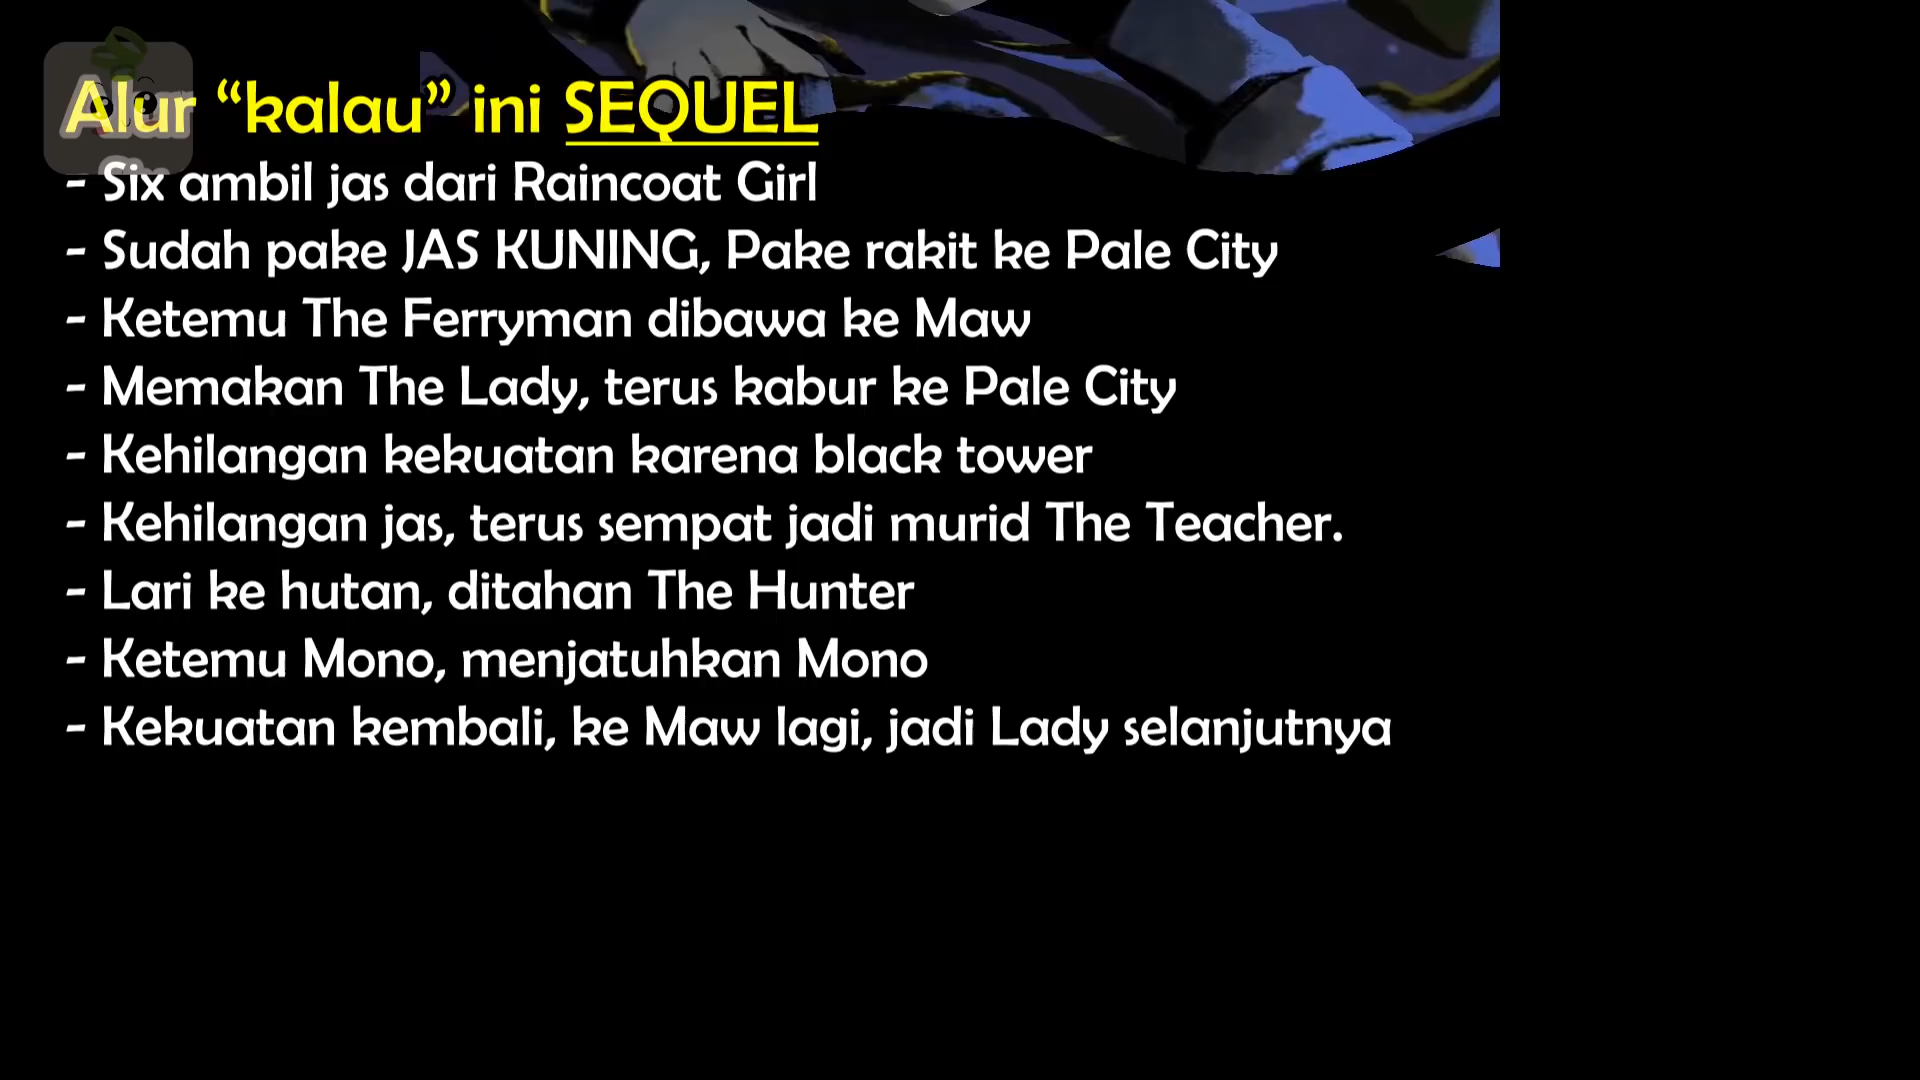 Alur “kalau” ini SEQUEL
- Six ambil jas dari Raincoat Girl
- Sudah pake JAS KUNING, Pake rakit ke Pale City
- Ketemu The Ferryman dibawa ke Maw
- Memakan The Lady, terus kabur ke Pale City
- Kehilangan kekuatan karena black tower
- Kehilangan jas, terus sempat jadi murid The Teacher.
- Lari ke hutan, ditahan The Hunter
- Ketemu Mono, menjatuhkan Mono
- Kekuatan kembali, ke Maw lagi, jadi Lady selanjutnya